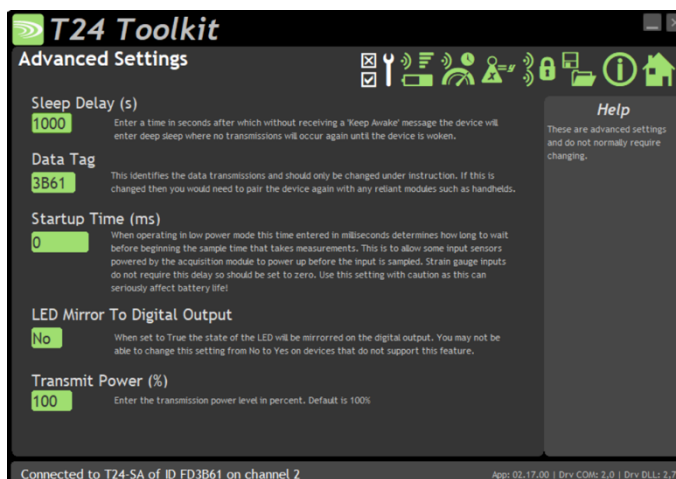 T24 Toolkit
Advanced Settings
Sleep Delay (s)
1000
Enter a time in seconds after which without receiving a 'Keep Awake' message the device will
enter deep sleep where no transmissions will occur again until the device is woken.
Data Tag
3B61
This identifies the data transmissions and should only be changed under instruction. If this is
changed then you would need to pair the device again with any reliant modules such as handhelds.
Startup Time (ms)
0
When operating in low power mode this time entered in milliseconds determines how long to wait
before beginning the sample time that takes measurements. This is to allow some input sensors
powered by the acquisition module to power up before the input is sampled. Strain gauge inputs
do not require this delay so should be set to zero. Use this setting with caution as this can
seriously affect battery life!
LED Mirror To Digital Output
No
When set to True the state of the LED will be mirrorred on the digital output. You may not be
able to change this setting from No to Yes on devices that do not support this feature.
Transmit Power (%)
100
Enter the transmission power level in percent. Default is 100%
Help
These are advanced settings
and do not normally require
changing.
Connected to T24-SA of ID FD3B61 on channel 2
App: 02.17.00 | Drv COM: 2.0 | Drv DLL: 2.7